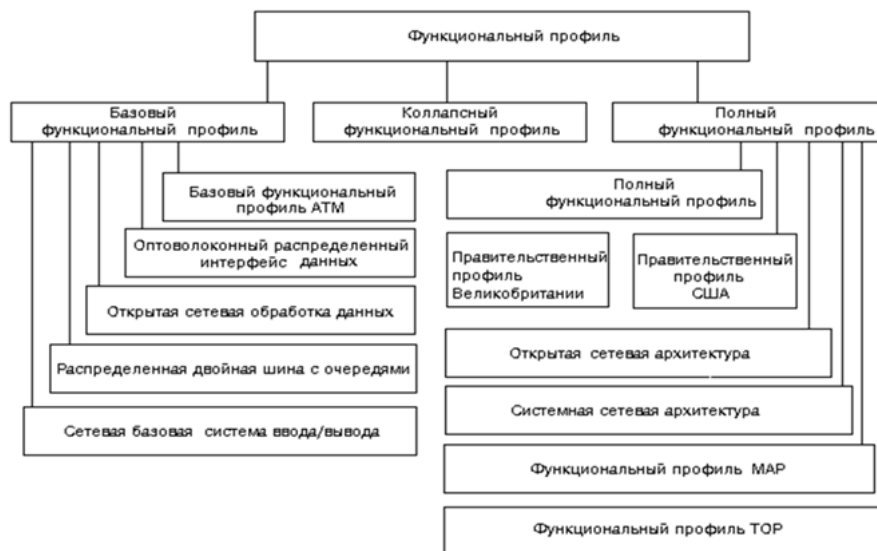 Функциональный профиль
Базовый
функциональный профиль
Коллапсный
функциональный профиль
Полный
функциональный профиль
Базовый функциональный
профиль АТМ
Оптоволоконный распределенный
интерфейс данных
Открытая сетевая обработка данных
Распределенная двойная шина с очередями
Сетевая базовая система ввода/вывода
Полный
функциональный профиль
Правительственный
профиль
Великобритании
Правительственный
профиль
США
Открытая сетевая архитектура
Системная сетевая архитектура
Функциональный профиль MAP
Функциональный профиль TOP